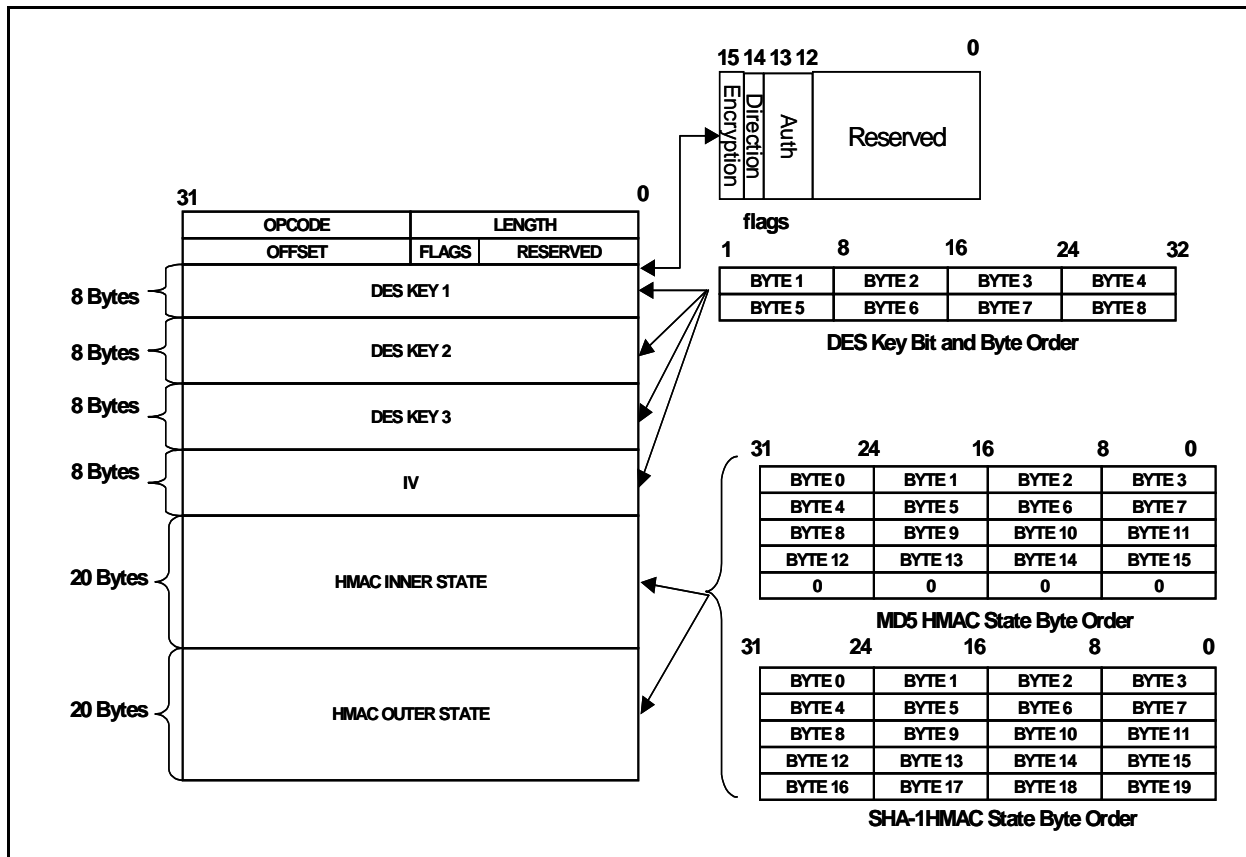 15 14 13 12 0
Encryption
Direction
Auth
Reserved
flags
31 0
OPCODE LENGTH
OFFSET FLAGS RESERVED
8 Bytes DES KEY 1
8 Bytes DES KEY 2
8 Bytes DES KEY 3
8 Bytes IV
20 Bytes HMAC INNER STATE
20 Bytes HMAC OUTER STATE
1 8 16 24 32
BYTE 1 BYTE 2 BYTE 3 BYTE 4
BYTE 5 BYTE 6 BYTE 7 BYTE 8
DES Key Bit and Byte Order
31 24 16 8 0
BYTE 0 BYTE 1 BYTE 2 BYTE 3
BYTE 4 BYTE 5 BYTE 6 BYTE 7
BYTE 8 BYTE 9 BYTE 10 BYTE 11
BYTE 12 BYTE 13 BYTE 14 BYTE 15
0 0 0 0
MD5 HMAC State Byte Order
31 24 16 8 0
BYTE 0 BYTE 1 BYTE 2 BYTE 3
BYTE 4 BYTE 5 BYTE 6 BYTE 7
BYTE 8 BYTE 9 BYTE 10 BYTE 11
BYTE 12 BYTE 13 BYTE 14 BYTE 15
BYTE 16 BYTE 17 BYTE 18 BYTE 19
SHA-1HMAC State Byte Order